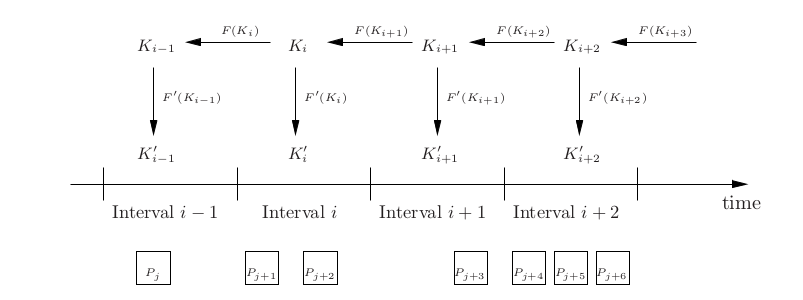 F(K_i) F(K_{i+1}) F(K_{i+2}) F(K_{i+3})
K_{i−1} K_i K_{i+1} K_{i+2}
F′(K_{i−1}) F′(K_i) F′(K_{i+1}) F′(K_{i+2})
K′_{i−1} K′_i K′_{i+1} K′_{i+2}
Interval i − 1 Interval i Interval i + 1 Interval i + 2
time
P_j P_{j+1} P_{j+2} P_{j+3} P_{j+4} P_{j+5} P_{j+6}